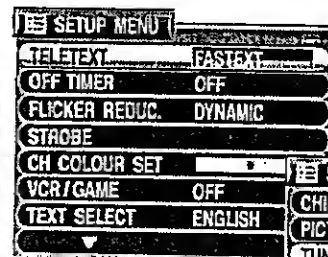 SETUP MENU
TELETEXT FASTEXT
OFF TIMER OFF
FLICKER REDUC. DYNAMIC
STROBE
CH COLOUR SET
VCR/GAME OFF
TEXT SELECT ENGLISH
CHI
PIC